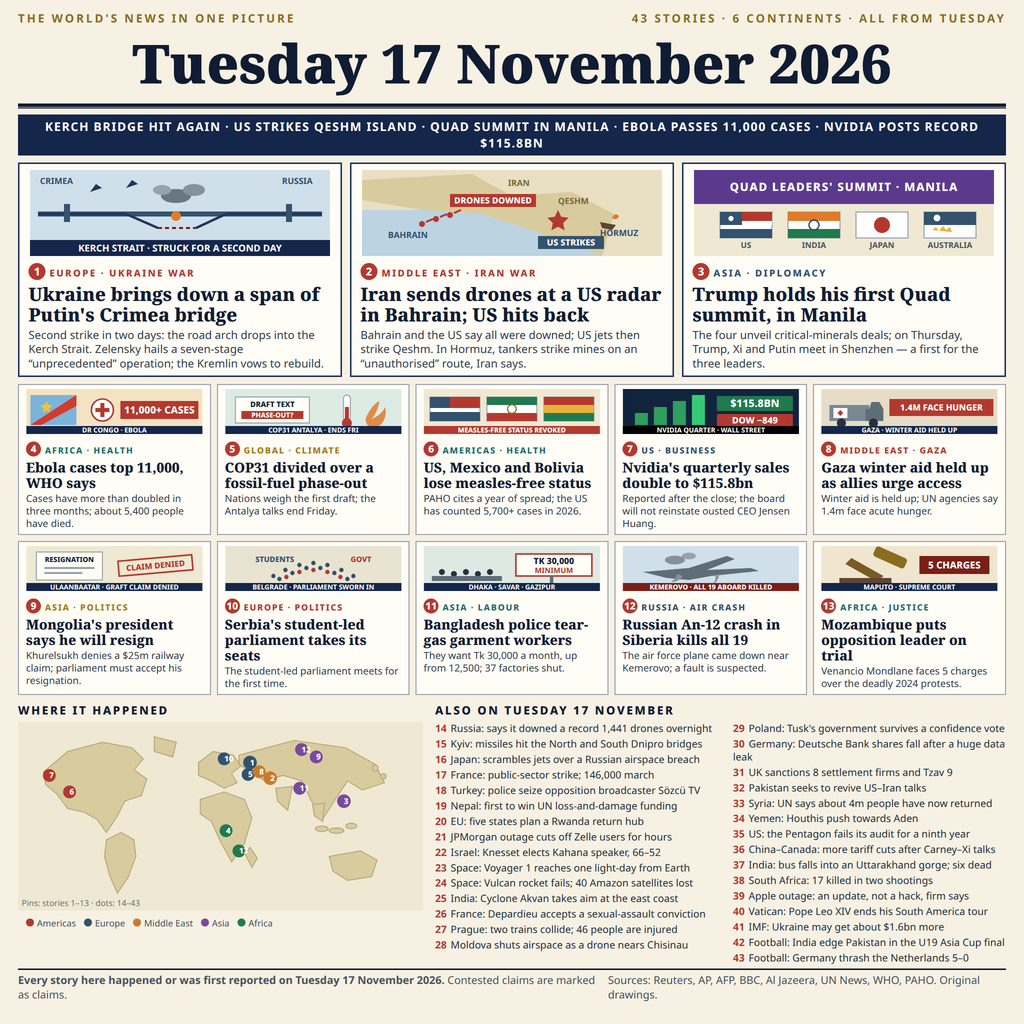 THE WORLD'S NEWS IN ONE PICTURE
43 STORIES · 6 CONTINENTS · ALL FROM TUESDAY
Tuesday 17 November 2026
KERCH BRIDGE HIT AGAIN · US STRIKES QESHM ISLAND · QUAD SUMMIT IN MANILA · EBOLA PASSES 11,000 CASES · NVIDIA POSTS RECORD
$115.8BN
CRIMEA
RUSSIA
KERCH STRAIT · STRUCK FOR A SECOND DAY
1 EUROPE · UKRAINE WAR
Ukraine brings down a span of
Putin's Crimea bridge
Second strike in two days: the road arch drops into the
Kerch Strait. Zelensky hails a seven-stage
“unprecedented” operation; the Kremlin vows to rebuild.
IRAN
DRONES DOWNED
QESHM
BAHRAIN
HORMUZ
US STRIKES
2 MIDDLE EAST · IRAN WAR
Iran sends drones at a US radar
in Bahrain; US hits back
Bahrain and the US say all were downed; US jets then
strike Qeshm. In Hormuz, tankers strike mines on an
“unauthorised” route, Iran says.
QUAD LEADERS' SUMMIT · MANILA
US
INDIA
JAPAN
AUSTRALIA
3 ASIA · DIPLOMACY
Trump holds his first Quad
summit, in Manila
The four unveil critical-minerals deals; on Thursday,
Trump, Xi and Putin meet in Shenzhen — a first for the
three leaders.
11,000+ CASES
DR CONGO · EBOLA
4 AFRICA · HEALTH
Ebola cases top 11,000,
WHO says
Cases have more than doubled in
three months; about 5,400 people
have died.
DRAFT TEXT
PHASE-OUT?
COP31 ANTALYA · ENDS FRI
5 GLOBAL · CLIMATE
COP31 divided over a
fossil-fuel phase-out
Nations weigh the first draft; the
Antalya talks end Friday.
MEASLES-FREE STATUS REVOKED
6 AMERICAS · HEALTH
US, Mexico and Bolivia
lose measles-free status
PAHO cites a year of spread; the US
has counted 5,700+ cases in 2026.
$115.8BN
DOW −849
NVIDIA QUARTER · WALL STREET
7 US · BUSINESS
Nvidia's quarterly sales
double to $115.8bn
Reported after the close; the board
will not reinstate ousted CEO Jensen
Huang.
1.4M FACE HUNGER
GAZA · WINTER AID HELD UP
8 MIDDLE EAST · GAZA
Gaza winter aid held up
as allies urge access
Winter aid is held up; UN agencies say
1.4m face acute hunger.
RESIGNATION
CLAIM DENIED
ULAANBAATAR · GRAFT CLAIM DENIED
9 ASIA · POLITICS
Mongolia's president
says he will resign
Khurelsukh denies a $25m railway
claim; parliament must accept his
resignation.
STUDENTS
GOVT
BELGRADE · PARLIAMENT SWORN IN
10 EUROPE · POLITICS
Serbia's student-led
parliament takes its
seats
The student-led parliament meets for
the first time.
TK 30,000
MINIMUM
DHAKA · SAVAR · GAZIPUR
11 ASIA · LABOUR
Bangladesh police tear-
gas garment workers
They want Tk 30,000 a month, up
from 12,500; 37 factories shut.
KEMEROVO · ALL 19 ABOARD KILLED
12 RUSSIA · AIR CRASH
Russian An-12 crash in
Siberia kills all 19
The air force plane came down near
Kemerovo; a fault is suspected.
5 CHARGES
MAPUTO · SUPREME COURT
13 AFRICA · JUSTICE
Mozambique puts
opposition leader on
trial
Venancio Mondlane faces 5 charges
over the deadly 2024 protests.
WHERE IT HAPPENED
7
6
10
1
5
8
2
12
9
11
3
4
13
Pins: stories 1–13 · dots: 14–43
Americas
Europe
Middle East
Asia
Africa
ALSO ON TUESDAY 17 NOVEMBER
14 Russia: says it downed a record 1,441 drones overnight
15 Kyiv: missiles hit the North and South Dnipro bridges
16 Japan: scrambles jets over a Russian airspace breach
17 France: public-sector strike; 146,000 march
18 Turkey: police seize opposition broadcaster Sözcü TV
19 Nepal: first to win UN loss-and-damage funding
20 EU: five states plan a Rwanda return hub
21 JPMorgan outage cuts off Zelle users for hours
22 Israel: Knesset elects Kahana speaker, 66–52
23 Space: Voyager 1 reaches one light-day from Earth
24 Space: Vulcan rocket fails; 40 Amazon satellites lost
25 India: Cyclone Akvan takes aim at the east coast
26 France: Depardieu accepts a sexual-assault conviction
27 Prague: two trains collide; 46 people are injured
28 Moldova shuts airspace as a drone nears Chisinau
29 Poland: Tusk's government survives a confidence vote
30 Germany: Deutsche Bank shares fall after a huge data
leak
31 UK sanctions 8 settlement firms and Tzav 9
32 Pakistan seeks to revive US–Iran talks
33 Syria: UN says about 4m people have now returned
34 Yemen: Houthis push towards Aden
35 US: the Pentagon fails its audit for a ninth year
36 China–Canada: more tariff cuts after Carney–Xi talks
37 India: bus falls into an Uttarakhand gorge; six dead
38 South Africa: 17 killed in two shootings
39 Apple outage: an update, not a hack, firm says
40 Vatican: Pope Leo XIV ends his South America tour
41 IMF: Ukraine may get about $1.6bn more
42 Football: India edge Pakistan in the U19 Asia Cup final
43 Football: Germany thrash the Netherlands 5–0
Every story here happened or was first reported on Tuesday 17 November 2026. Contested claims are marked
as claims.
Sources: Reuters, AP, AFP, BBC, Al Jazeera, UN News, WHO, PAHO. Original
drawings.